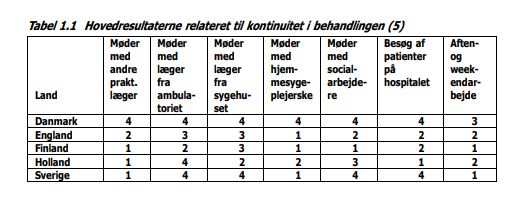 Tabel 1.1 Hovedresultaterne relateret til kontinuitet i behandlingen (5)
Land | Møder med andre prakt. læger | Møder med læger fra ambula- toriet | Møder med læger fra sygehu- set | Møder med hjem- mesyge- plejerske | Møder med social- arbejde- re | Besøg af patienter på hospitalet | Aften- og week- endar- bejde
Danmark 4 4 4 4 4 4 3
England 2 3 3 1 2 2 2
Finland 1 2 3 1 1 2 1
Holland 1 4 2 2 3 1 2
Sverige 1 4 4 1 4 4 1